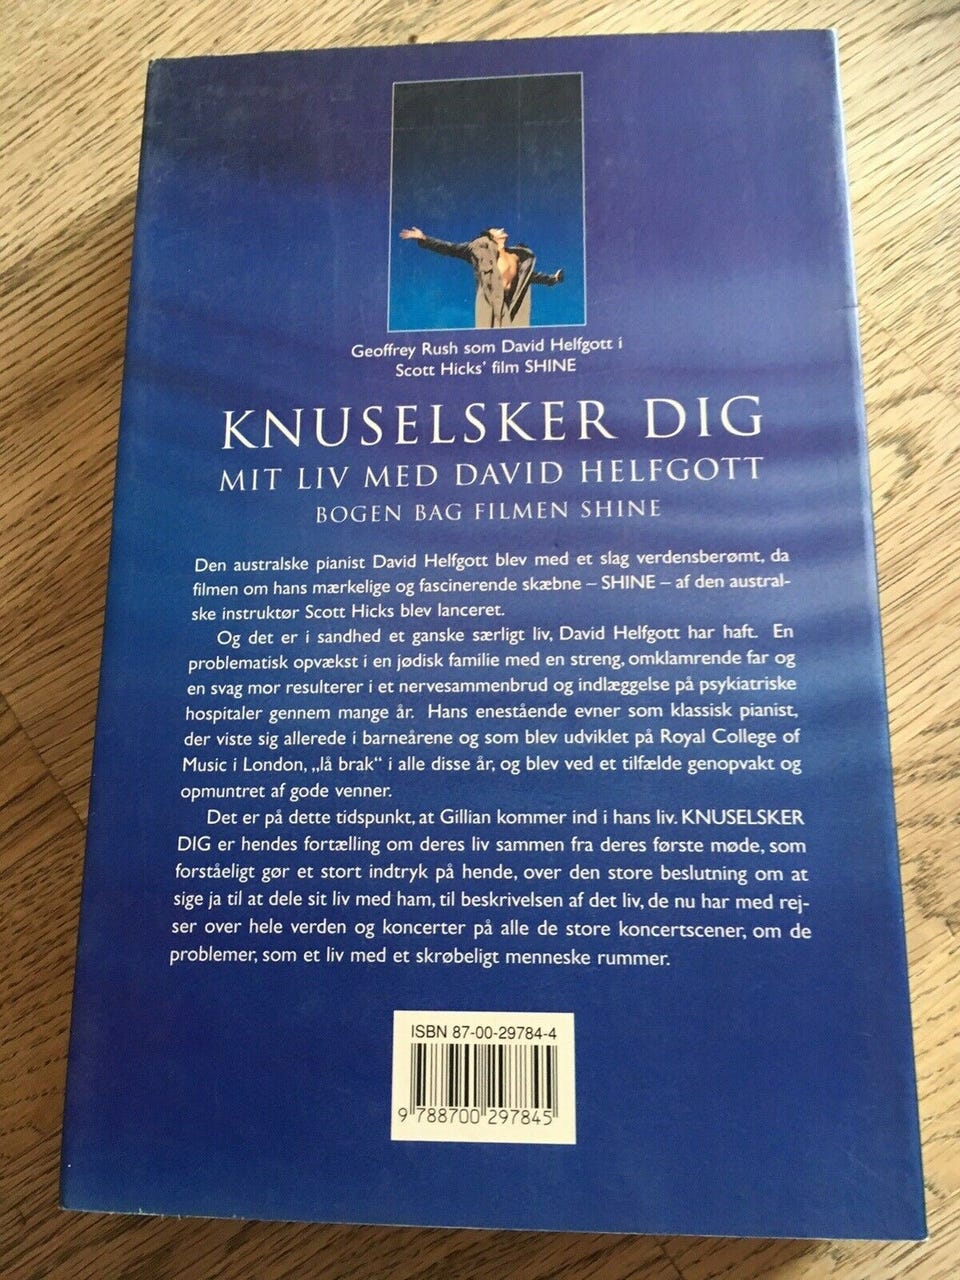 Geoffrey Rush som David Helfgott i
Scott Hicks' film SHINE
KNUSELSKER DIG
MIT LIV MED DAVID HELFGOTT
BOGEN BAG FILMEN SHINE
Den australske pianist David Helfgott blev med et slag verdensberømt, da
filmen om hans mærkelige og fascinerende skæbne – SHINE – af den austral-
ske instruktør Scott Hicks blev lanceret.
Og det er i sandhed et ganske særligt liv, David Helfgott har haft. En
problematisk opvækst i en jødisk familie med en streng, omklamrende far og
en svag mor resulterer i et nervesammenbrud og indlæggelse på psykiatriske
hospitaler gennem mange år. Hans enestående evner som klassisk pianist,
der viste sig allerede i barneårene og som blev udviklet på Royal College of
Music i London, „lå brak“ i alle disse år, og blev ved et tilfælde genopvakt og
opmuntret af gode venner.
Det er på dette tidspunkt, at Gillian kommer ind i hans liv. KNUSELSKER
DIG er hendes fortælling om deres liv sammen fra deres første møde, som
forståeligt gør et stort indtryk på hende, over den store beslutning om at
sige ja til at dele sit liv med ham, til beskrivelsen af det liv, de nu har med rej-
ser over hele verden og koncerter på alle de store koncertscener, om de
problemer, som et liv med et skrøbeligt menneske rummer.
ISBN 87-00-29784-4
9 788700 297845